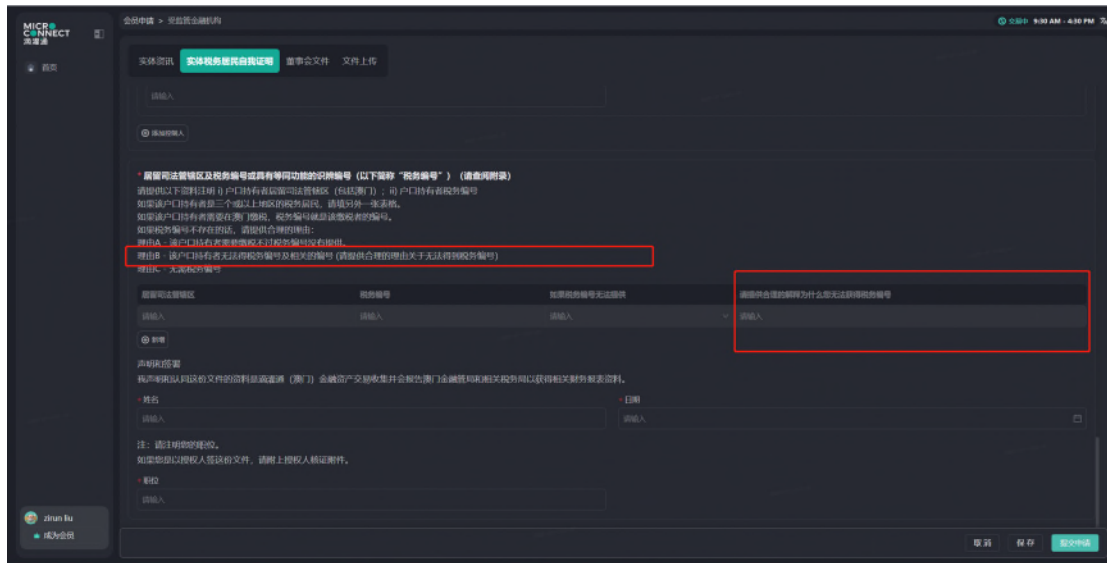 MICR
CONNECT
滴灌通
会员申请 > 受监管金融机构
交易中 9:30 AM - 4:30 PM
首页
实体资讯 实体税务居民自我证明 董事会文件 文件上传
请输入
添加控制人
* 居留司法管辖区及税务编号或具有等同功能的识辨编号（以下简称“税务编号”）（请查阅附录）
请提供以下资料注明 i) 户口持有者居留司法管辖区（包括澳门）; ii) 户口持有者税务编号
如果该户口持有者是三个或以上地区的税务居民，请填另外一张表格。
如果该户口持有者需要在澳门缴税，税务编号就是该缴税者的编号。
如果税务编号不存在的话，请提供合理的理由：
理由A - 该户口持有者需要缴税不过税务编号没有提供。
理由B - 该户口持有者无法得税务编号及相关的编号 (请提供合理的理由关于无法得到税务编号)
理由C - 无需税务编号
居留司法管辖区 税务编号 如果税务编号无法提供 请提供合理的解释为什么您无法获得税务编号
请输入 请输入 请输入 请输入
新增
声明和签署
我声明和认同这份文件的资料是滴灌通（澳门）金融资产交易收集并会报告澳门金融管局和相关税务局以获得相关财务报表资料。
* 姓名 * 日期
请输入 请输入
注：请注明您的职位。
如果您是以授权人签这份文件，请附上授权人核证附件。
* 职位
请输入
zirun liu
成为会员
取消 保存 提交申请